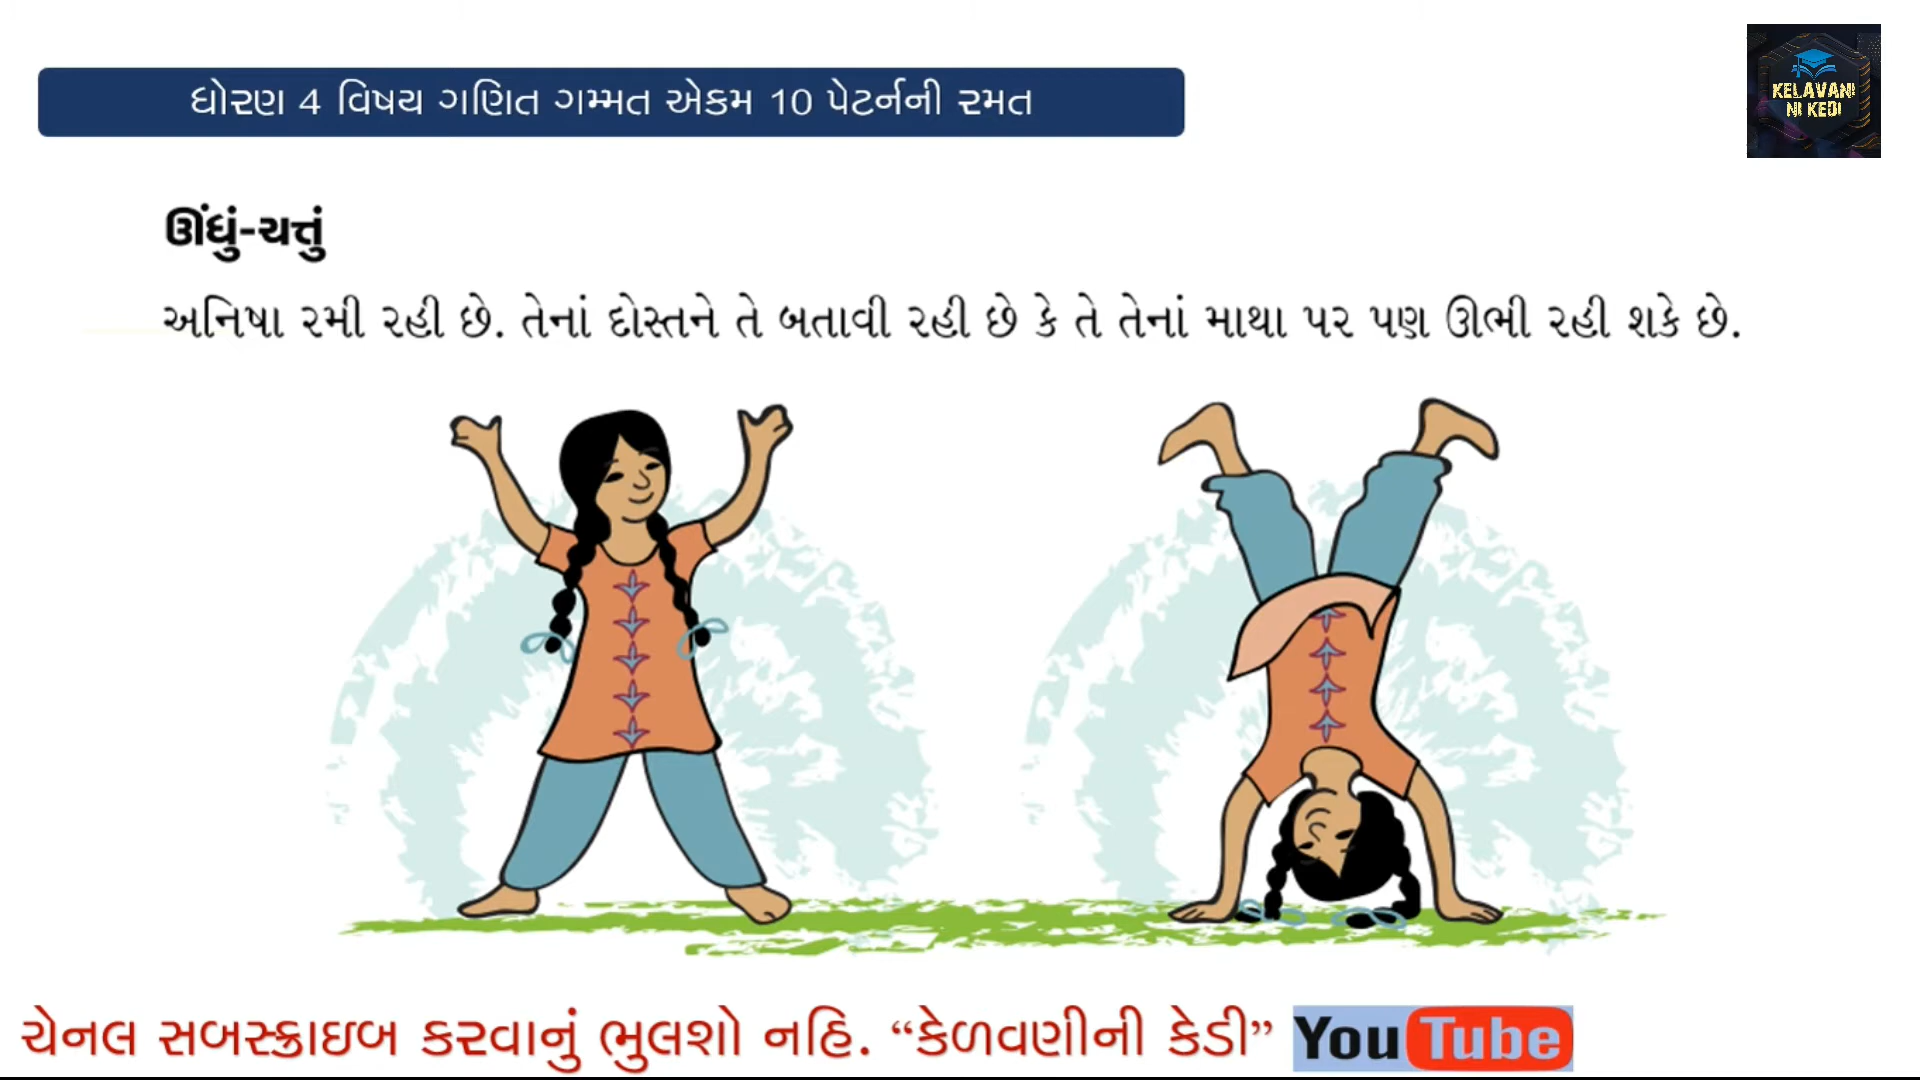 ધોરણ 4 વિષય ગણિત ગમ્મત એકમ 10 પેટર્નની રમત
KELAVANI
NI KEDI
ઊંધું-ચત્તું
અનિષા રમી રહી છે. તેનાં દોસ્તને તે બતાવી રહી છે કે તે તેનાં માથા પર પણ ઊભી રહી શકે છે.
ચેનલ સબસ્ક્રાઇબ કરવાનું ભુલશો નહિ. “કેળવણીની કેડી” YouTube